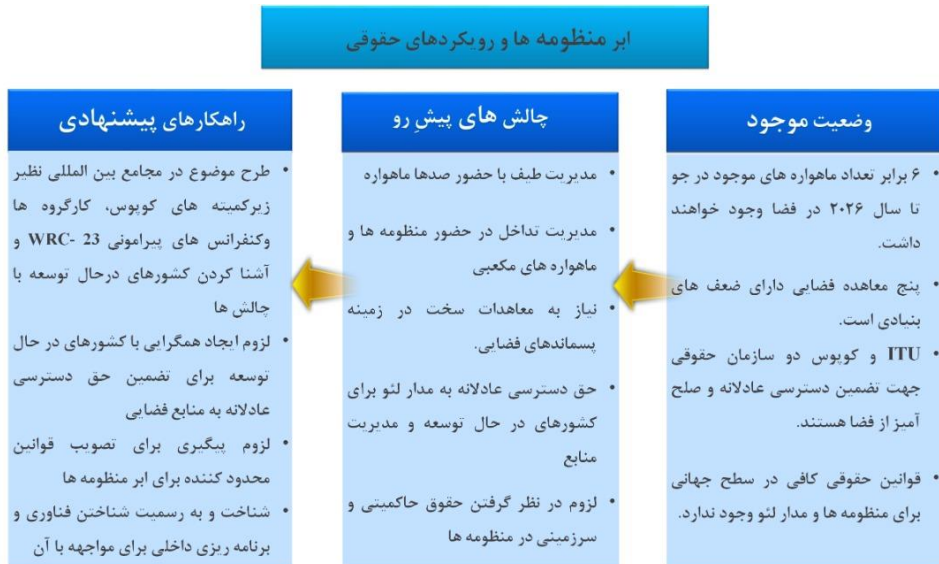 ابر منظومه ها و رویکردهای حقوقی
وضعیت موجود
• ۶ برابر تعداد ماهواره های موجود در جو
تا سال ۲۰۲۶ در فضا وجود خواهند
داشت.
• پنج معاهده فضایی دارای ضعف های
بنیادی است.
• ITU و کوپوس دو سازمان حقوقی
جهت تضمین دسترسی عادلانه و صلح
آمیز از فضا هستند.
• قوانین حقوقی کافی در سطح جهانی
برای منظومه ها و مدار لئو وجود ندارد.
چالش های پیشِ رو
• مدیریت طیف با حضور صدها ماهواره
• مدیریت تداخل در حضور منظومه ها و
ماهواره های مکعبی
• نیاز به معاهدات سخت در زمینه
پسماندهای فضایی.
• حق دسترسی عادلانه به مدار لئو برای
کشورهای در حال توسعه و مدیریت
منابع
• لزوم در نظر گرفتن حقوق حاکمیتی و
سرزمینی در منظومه ها
راهکارهای پیشنهادی
• طرح موضوع در مجامع بین المللی نظیر
زیرکمیته های کوپوس، کارگروه ها
وکنفرانس های پیرامونی WRC- 23 و
آشنا کردن کشورهای درحال توسعه با
چالش ها
• لزوم ایجاد همگرایی با کشورهای در حال
توسعه برای تضمین حق دسترسی
عادلانه به منابع فضایی
• لزوم پیگیری برای تصویب قوانین
محدود کننده برای ابر منظومه ها
• شناخت و به رسمیت شناختن فناوری و
برنامه ریزی داخلی برای مواجهه با آن